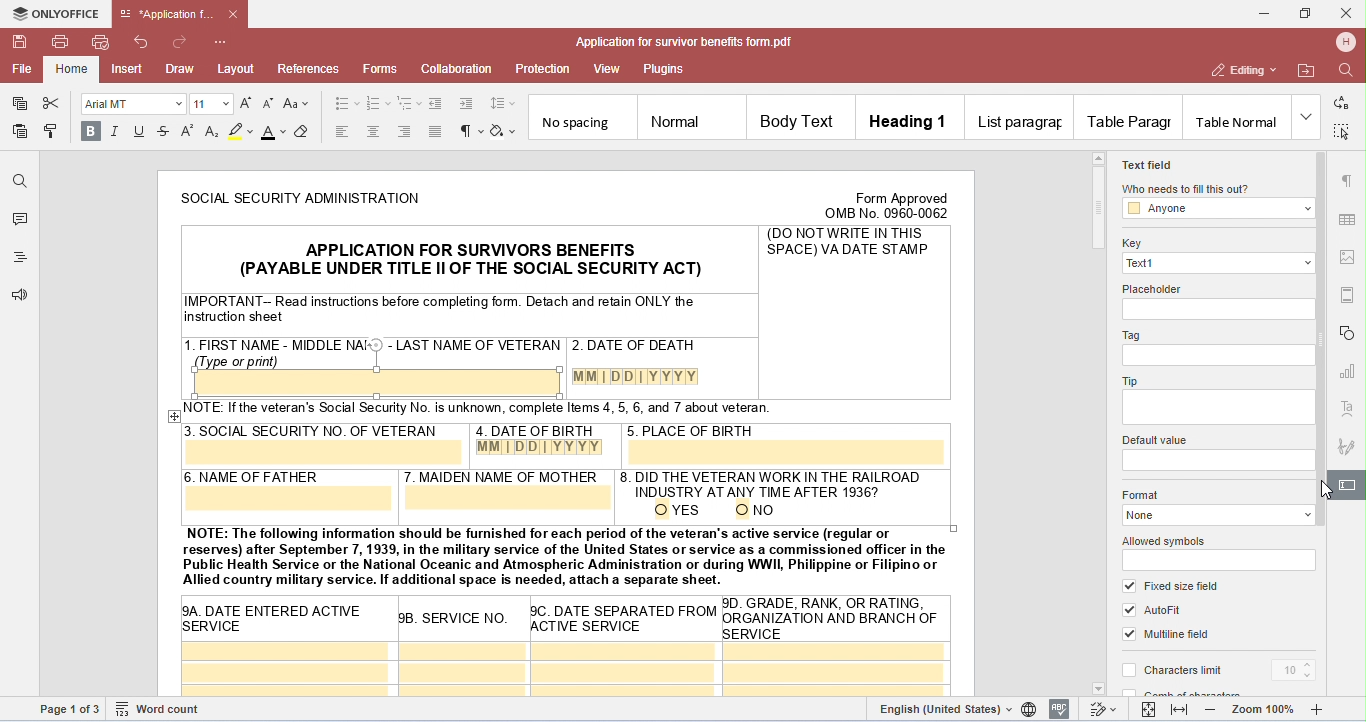 ONLYOFFICE
*Application f...
Application for survivor benefits form.pdf
H
File Home Insert Draw Layout References Forms Collaboration Protection View Plugins
Editing
Arial MT
11
Aa
B I U S A² A₂ A
No spacing
Normal
Body Text
Heading 1
List paragrap
Table Paragr
Table Normal
SOCIAL SECURITY ADMINISTRATION
Form Approved
OMB No. 0960-0062
APPLICATION FOR SURVIVORS BENEFITS
(PAYABLE UNDER TITLE II OF THE SOCIAL SECURITY ACT)
(DO NOT WRITE IN THIS
SPACE) VA DATE STAMP
IMPORTANT-- Read instructions before completing form. Detach and retain ONLY the
instruction sheet
1. FIRST NAME - MIDDLE NA - LAST NAME OF VETERAN
(Type or print)
2. DATE OF DEATH
MM|DD|YYYY
NOTE: If the veteran's Social Security No. is unknown, complete Items 4, 5, 6, and 7 about veteran.
3. SOCIAL SECURITY NO. OF VETERAN
4. DATE OF BIRTH
MM|DD|YYYY
5. PLACE OF BIRTH
6. NAME OF FATHER
7. MAIDEN NAME OF MOTHER
8. DID THE VETERAN WORK IN THE RAILROAD
INDUSTRY AT ANY TIME AFTER 1936?
YES NO
NOTE: The following information should be furnished for each period of the veteran's active service (regular or
reserves) after September 7, 1939, in the military service of the United States or service as a commissioned officer in the
Public Health Service or the National Oceanic and Atmospheric Administration or during WWII, Philippine or Filipino or
Allied country military service. If additional space is needed, attach a separate sheet.
9A. DATE ENTERED ACTIVE
SERVICE
9B. SERVICE NO.
9C. DATE SEPARATED FROM
ACTIVE SERVICE
9D. GRADE, RANK, OR RATING,
ORGANIZATION AND BRANCH OF
SERVICE
Text field
Who needs to fill this out?
Anyone
Key
Text1
Placeholder
Tag
Tip
Default value
Format
None
Allowed symbols
Fixed size field
AutoFit
Multiline field
Characters limit
10
Comb of characters
Page 1 of 3
Word count
English (United States)
Zoom 100%